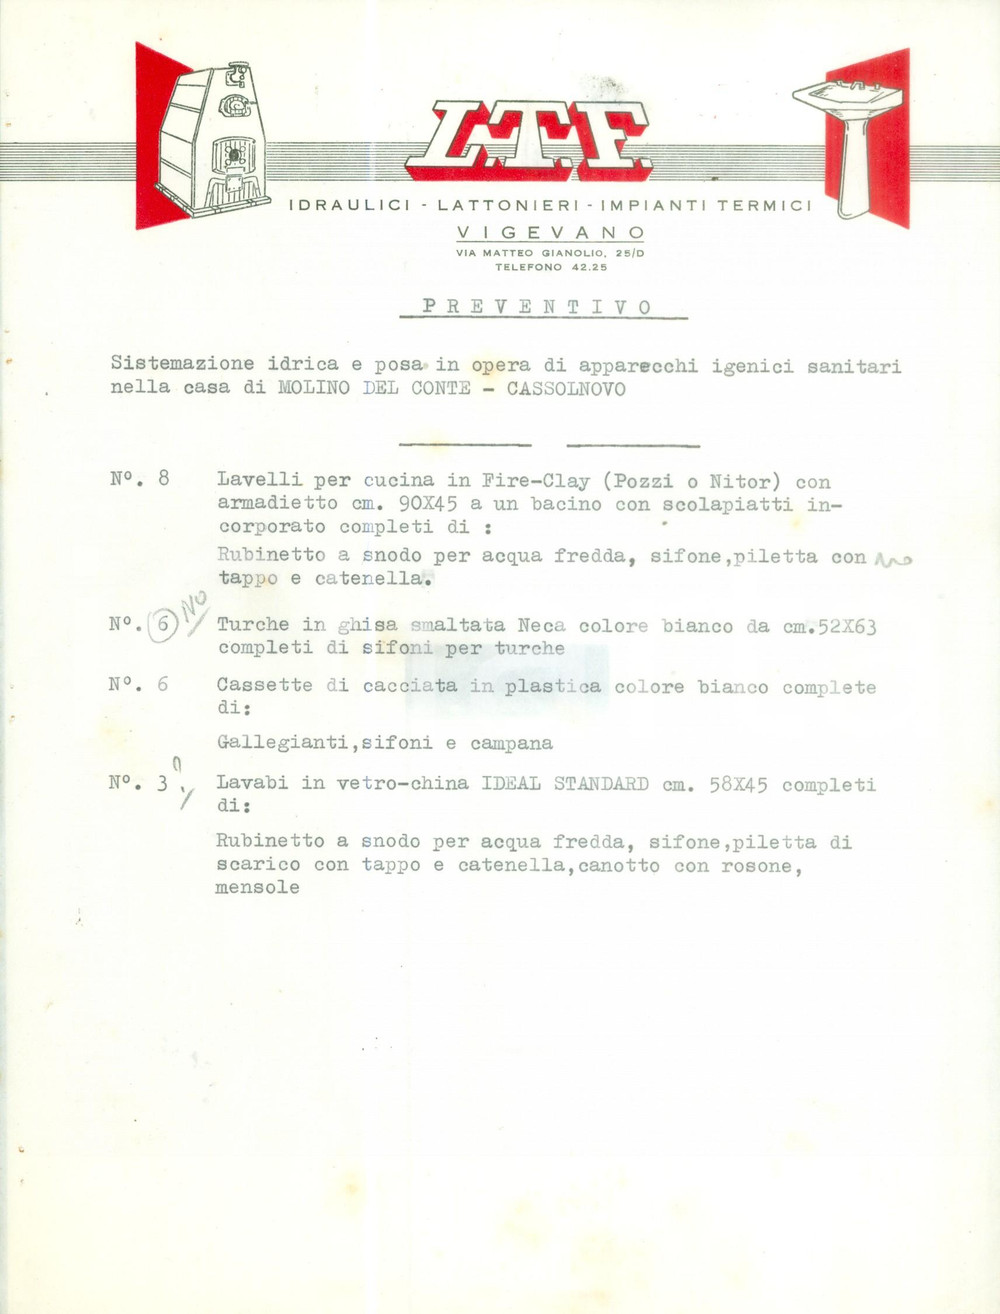 L.T.F.
IDRAULICI - LATTONIERI - IMPIANTI TERMICI
VIGEVANO
VIA MATTEO GIANOLIO, 25/D
TELEFONO 42.25
PREVENTIVO
Sistemazione idrica e posa in opera di apparecchi igenici sanitari
nella casa di MOLINO DEL CONTE - CASSOLNOVO
N°. 8 Lavelli per cucina in Fire-Clay (Pozzi o Nitor) con
armadietto cm. 90X45 a un bacino con scolapiatti in-
corporato completi di :
Rubinetto a snodo per acqua fredda, sifone,piletta con
tappo e catenella.
NO
N°. 6 Turche in ghisa smaltata Neca colore bianco da cm.52X63
completi di sifoni per turche
N°. 6 Cassette di cacciata in plastica colore bianco complete
di:
Gallegianti,sifoni e campana
N°. 3 Lavabi in vetro-china IDEAL STANDARD cm. 58X45 completi
di:
Rubinetto a snodo per acqua fredda, sifone,piletta di
scarico con tappo e catenella,canotto con rosone,
mensole